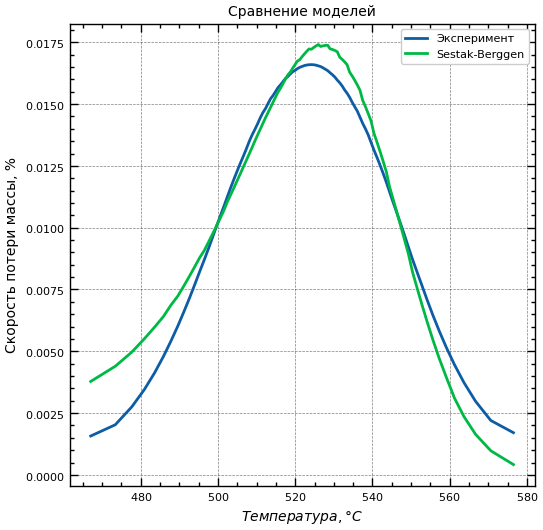 Сравнение моделей
Эксперимент
Sestak-Berggen
Скорость потери массы, %
0.0175
0.0150
0.0125
0.0100
0.0075
0.0050
0.0025
0.0000
480 500 520 540 560 580
Температура, °C